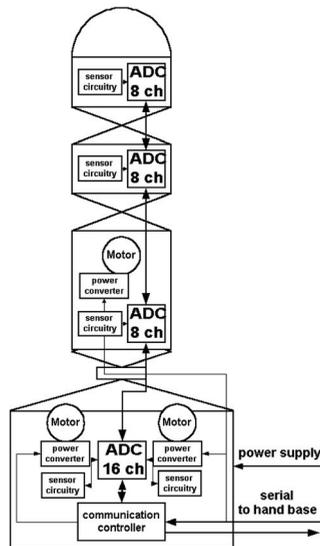 sensor
circuitry
ADC
8 ch
sensor
circuitry
ADC
8 ch
Motor
power
converter
sensor
circuitry
ADC
8 ch
Motor
Motor
power
converter
ADC
16 ch
power
converter
sensor
circuitry
sensor
circuitry
power supply
communication
controller
serial
to hand base